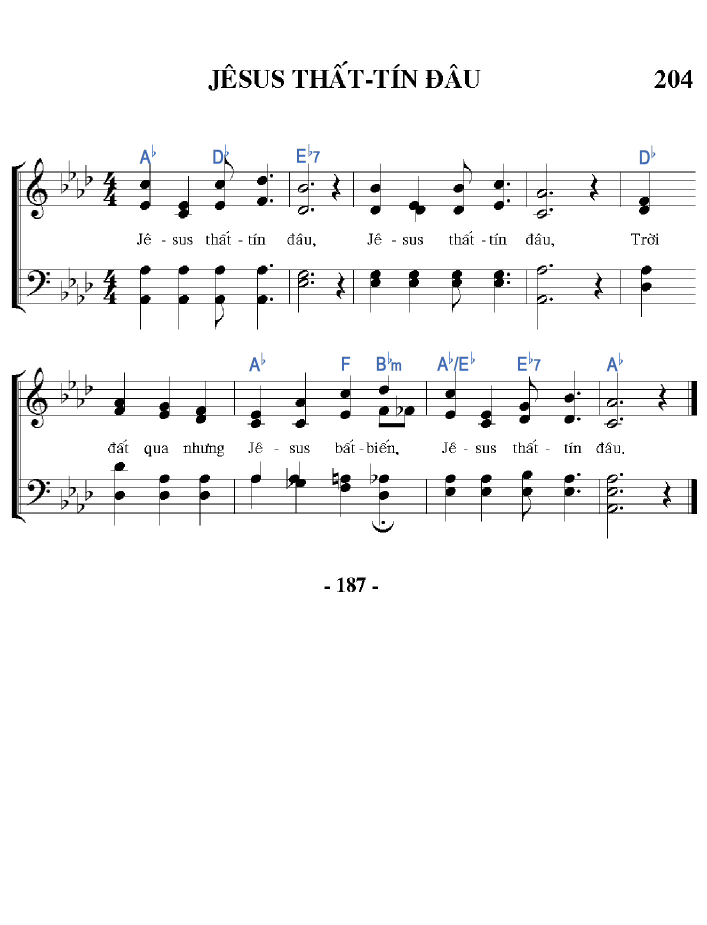 JÊSUS THẤT-TÍN ĐÂU 204
A♭ D♭ E♭7 D♭
Jê - sus thất - tín đâu, Jê - sus thất - tín đâu, Trời
A♭ F B♭m A♭/E♭ E♭7 A♭
đất qua nhưng Jê - sus bất - biến, Jê - sus thất - tín đâu.
- 187 -